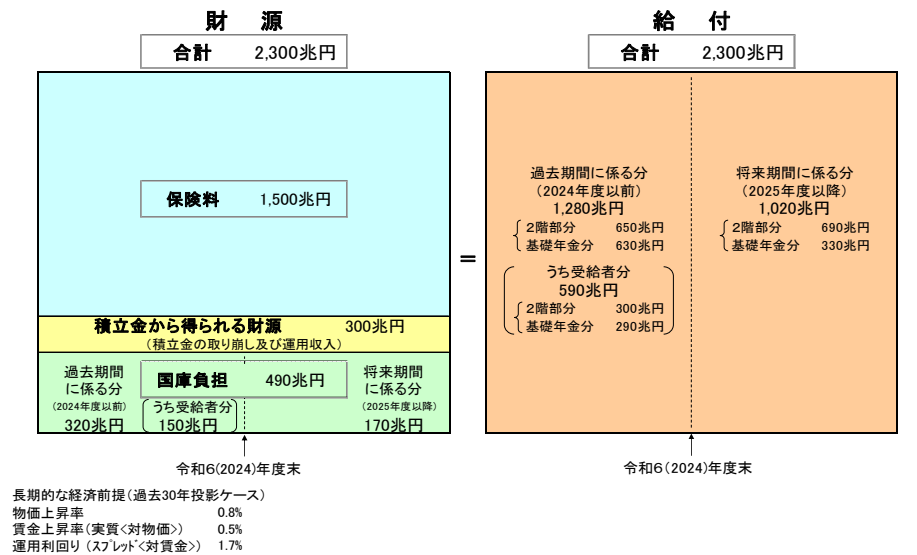 財　源
合計　2,300兆円
保険料　1,500兆円
積立金から得られる財源　300兆円
（積立金の取り崩し及び運用収入）
過去期間
に係る分
（2024年度以前）
320兆円
国庫負担　490兆円
うち受給者分
150兆円
将来期間
に係る分
（2025年度以降）
170兆円
令和6(2024)年度末
＝
給　付
合計　2,300兆円
過去期間に係る分
（2024年度以前）
1,280兆円
2階部分　650兆円
基礎年金分　630兆円
うち受給者分
590兆円
2階部分　300兆円
基礎年金分　290兆円
将来期間に係る分
（2025年度以降）
1,020兆円
2階部分　690兆円
基礎年金分　330兆円
令和6(2024)年度末
長期的な経済前提（過去30年投影ケース）
物価上昇率　0.8%
賃金上昇率（実質<対物価>）　0.5%
運用利回り（ｽﾌﾟﾚｯﾄﾞ<対賃金>）　1.7%